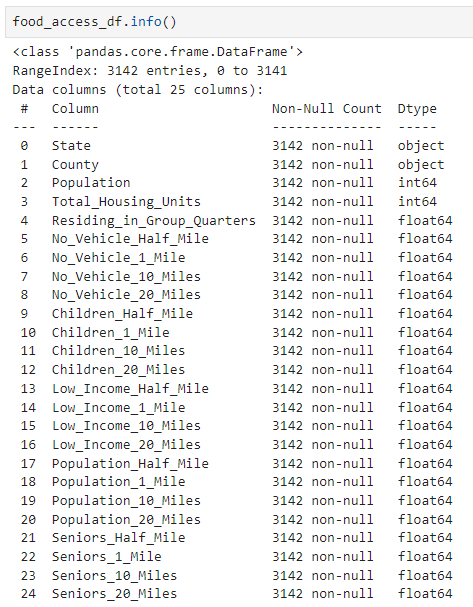 food_access_df.info()
<class 'pandas.core.frame.DataFrame'>
RangeIndex: 3142 entries, 0 to 3141
Data columns (total 25 columns):
 #   Column                      Non-Null Count  Dtype
---  ------                      --------------  -----
 0   State                       3142 non-null   object
 1   County                      3142 non-null   object
 2   Population                  3142 non-null   int64
 3   Total_Housing_Units         3142 non-null   int64
 4   Residing_in_Group_Quarters  3142 non-null   float64
 5   No_Vehicle_Half_Mile        3142 non-null   float64
 6   No_Vehicle_1_Mile           3142 non-null   float64
 7   No_Vehicle_10_Miles         3142 non-null   float64
 8   No_Vehicle_20_Miles         3142 non-null   float64
 9   Children_Half_Mile          3142 non-null   float64
 10  Children_1_Mile             3142 non-null   float64
 11  Children_10_Miles           3142 non-null   float64
 12  Children_20_Miles           3142 non-null   float64
 13  Low_Income_Half_Mile        3142 non-null   float64
 14  Low_Income_1_Mile           3142 non-null   float64
 15  Low_Income_10_Miles         3142 non-null   float64
 16  Low_Income_20_Miles         3142 non-null   float64
 17  Population_Half_Mile        3142 non-null   float64
 18  Population_1_Mile           3142 non-null   float64
 19  Population_10_Miles         3142 non-null   float64
 20  Population_20_Miles         3142 non-null   float64
 21  Seniors_Half_Mile           3142 non-null   float64
 22  Seniors_1_Mile              3142 non-null   float64
 23  Seniors_10_Miles            3142 non-null   float64
 24  Seniors_20_Miles            3142 non-null   float64